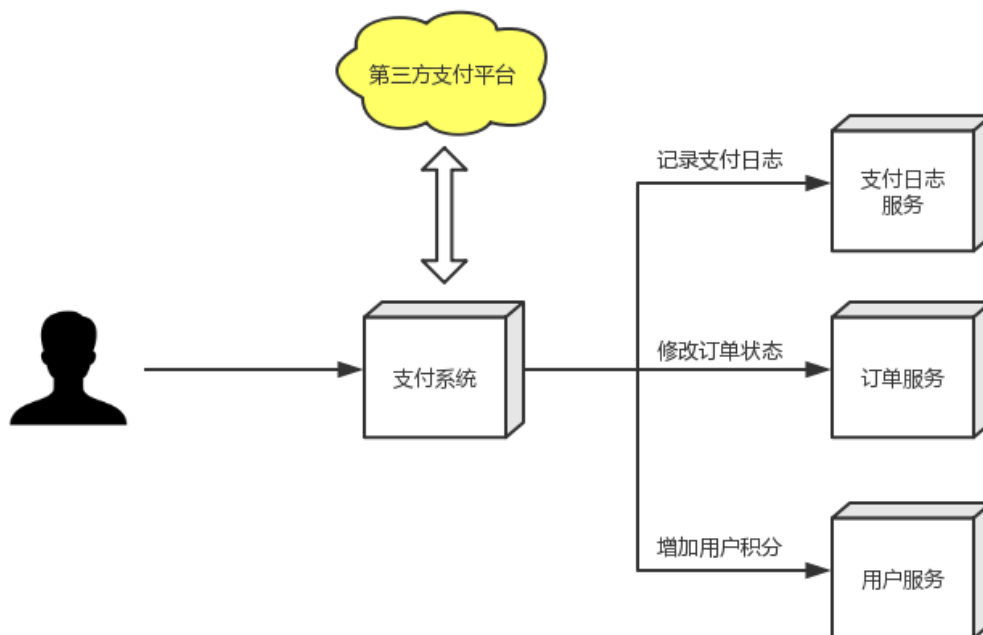 第三方支付平台
记录支付日志
支付日志
服务
支付系统
修改订单状态
订单服务
增加用户积分
用户服务